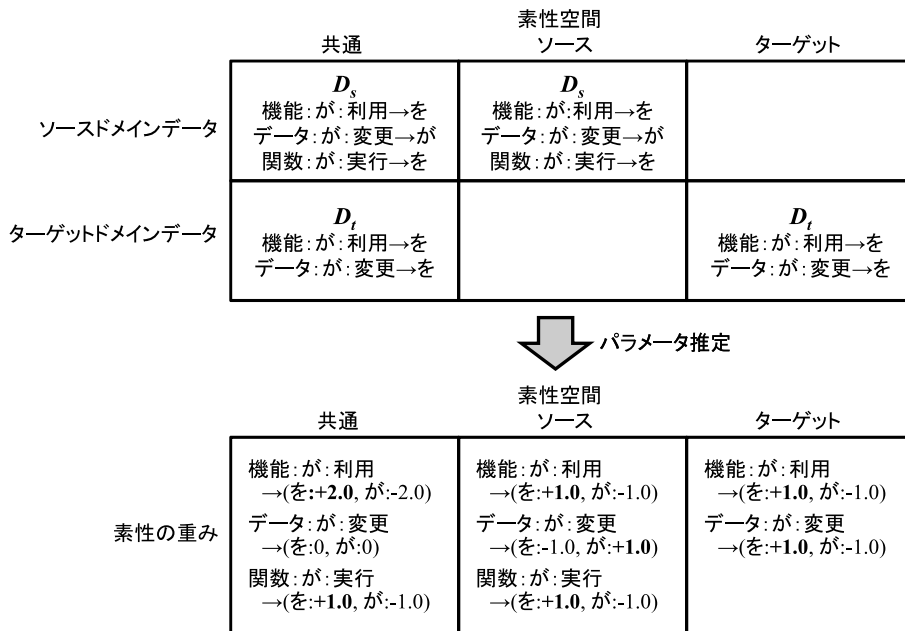 素性空間
共通 ソース ターゲット
ソースドメインデータ
D_s
機能:が:利用→を
データ:が:変更→が
関数:が:実行→を
D_s
機能:が:利用→を
データ:が:変更→が
関数:が:実行→を
ターゲットドメインデータ
D_t
機能:が:利用→を
データ:が:変更→を
D_t
機能:が:利用→を
データ:が:変更→を
パラメータ推定
素性空間
共通 ソース ターゲット
素性の重み
機能:が:利用
→(を:+2.0, が:-2.0)
データ:が:変更
→(を:0, が:0)
関数:が:実行
→(を:+1.0, が:-1.0)
機能:が:利用
→(を:+1.0, が:-1.0)
データ:が:変更
→(を:-1.0, が:+1.0)
関数:が:実行
→(を:+1.0, が:-1.0)
機能:が:利用
→(を:+1.0, が:-1.0)
データ:が:変更
→(を:+1.0, が:-1.0)